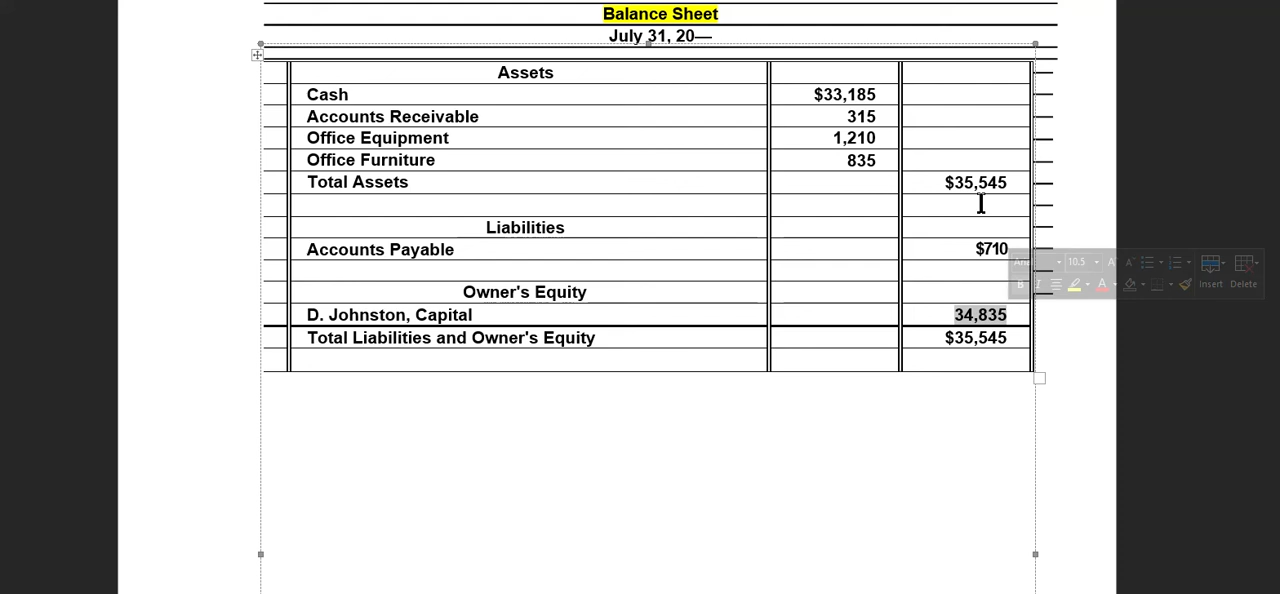 Balance Sheet
July 31, 20—
Assets
Cash $33,185
Accounts Receivable 315
Office Equipment 1,210
Office Furniture 835
Total Assets $35,545
Liabilities
Accounts Payable $710
Owner's Equity
D. Johnston, Capital 34,835
Total Liabilities and Owner's Equity $35,545
10.5 A A
B I A Insert Delete